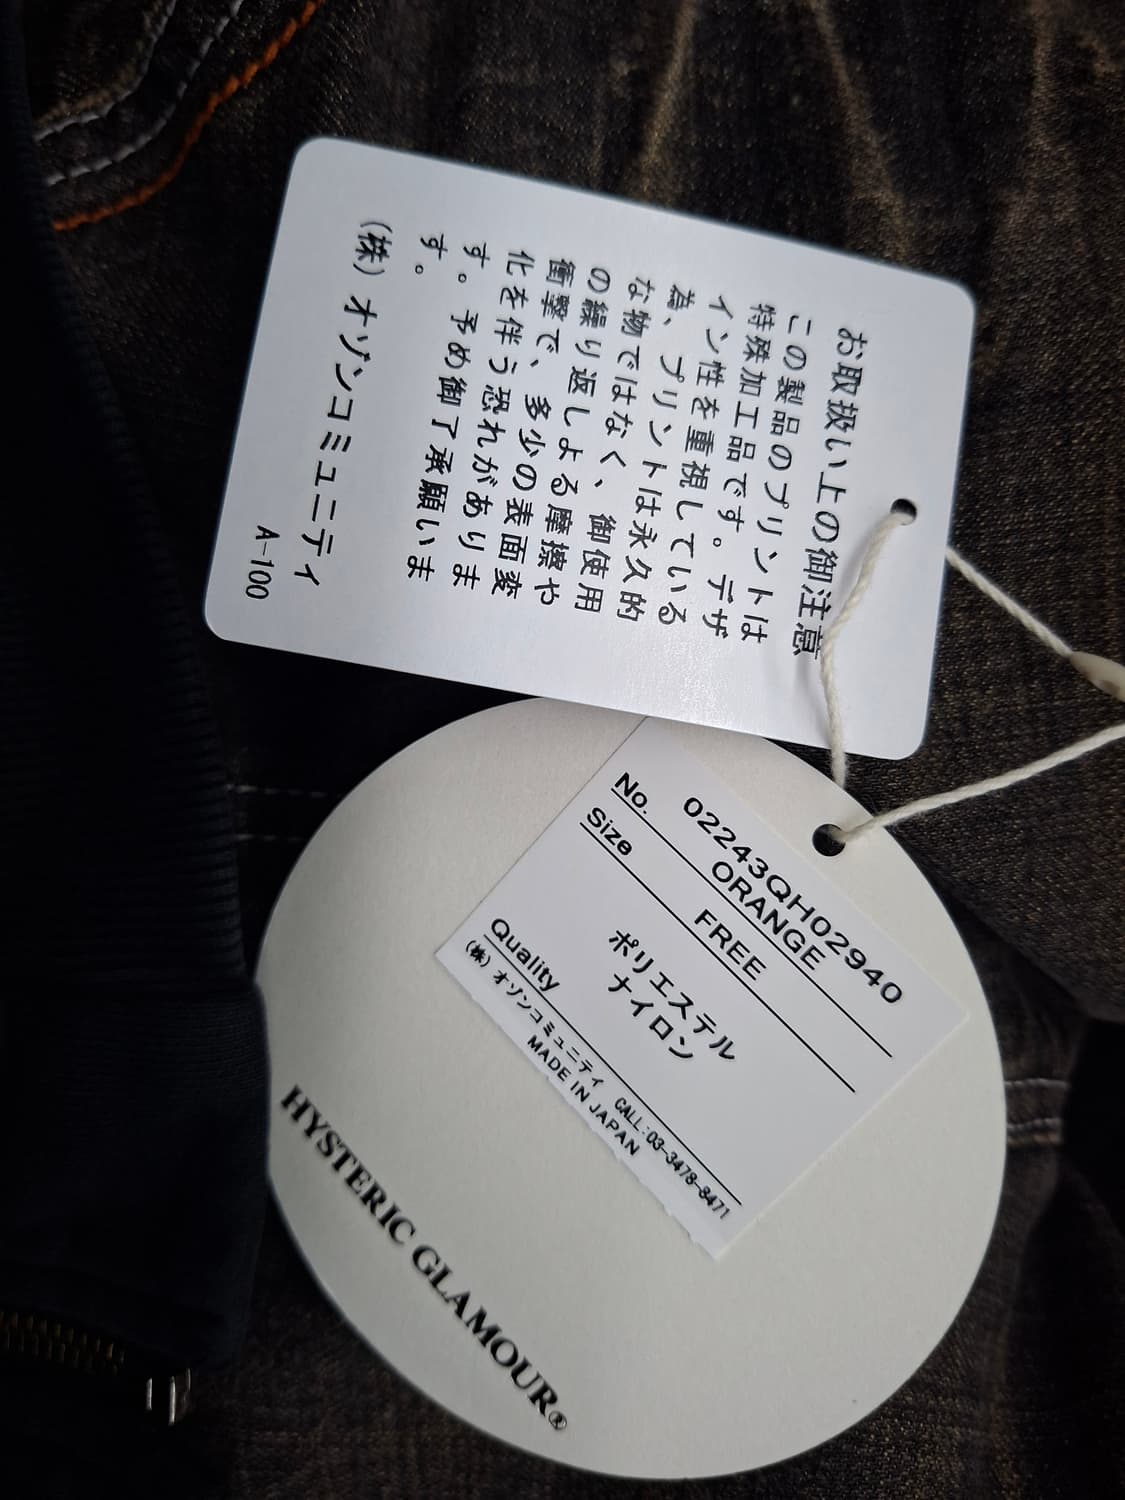 お取扱い上の御注意
この製品のプリントは
特殊加工品です。デザ
イン性を重視している
為、プリントは永久的
な物ではなく、御使用
の繰り返しよる摩擦や
衝撃で、多少の表面変
化を伴う恐れがありま
す。予め御了承願いま
す。
(株)オゾンコミュニティ
A-100
02243QH02940
No. ORANGE
Size FREE
ポリエステル
ナイロン
Quality
(株)オゾンコミュニティ CALL:03-3478-8471
MADE IN JAPAN
HYSTERIC GLAMOUR®